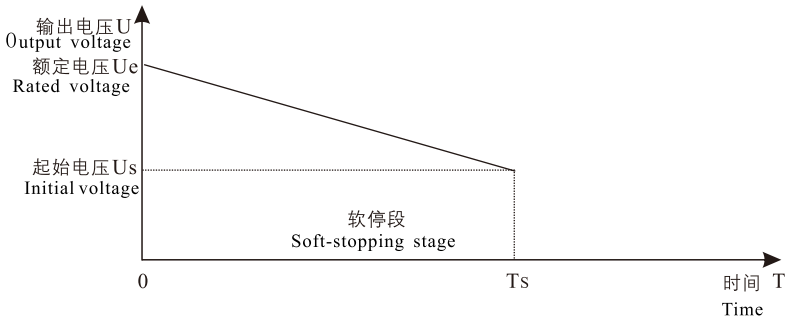 输出电压U
Output voltage
额定电压Ue
Rated voltage
起始电压Us
Initial voltage
软停段
Soft-stopping stage
0
Ts
时间 T
Time